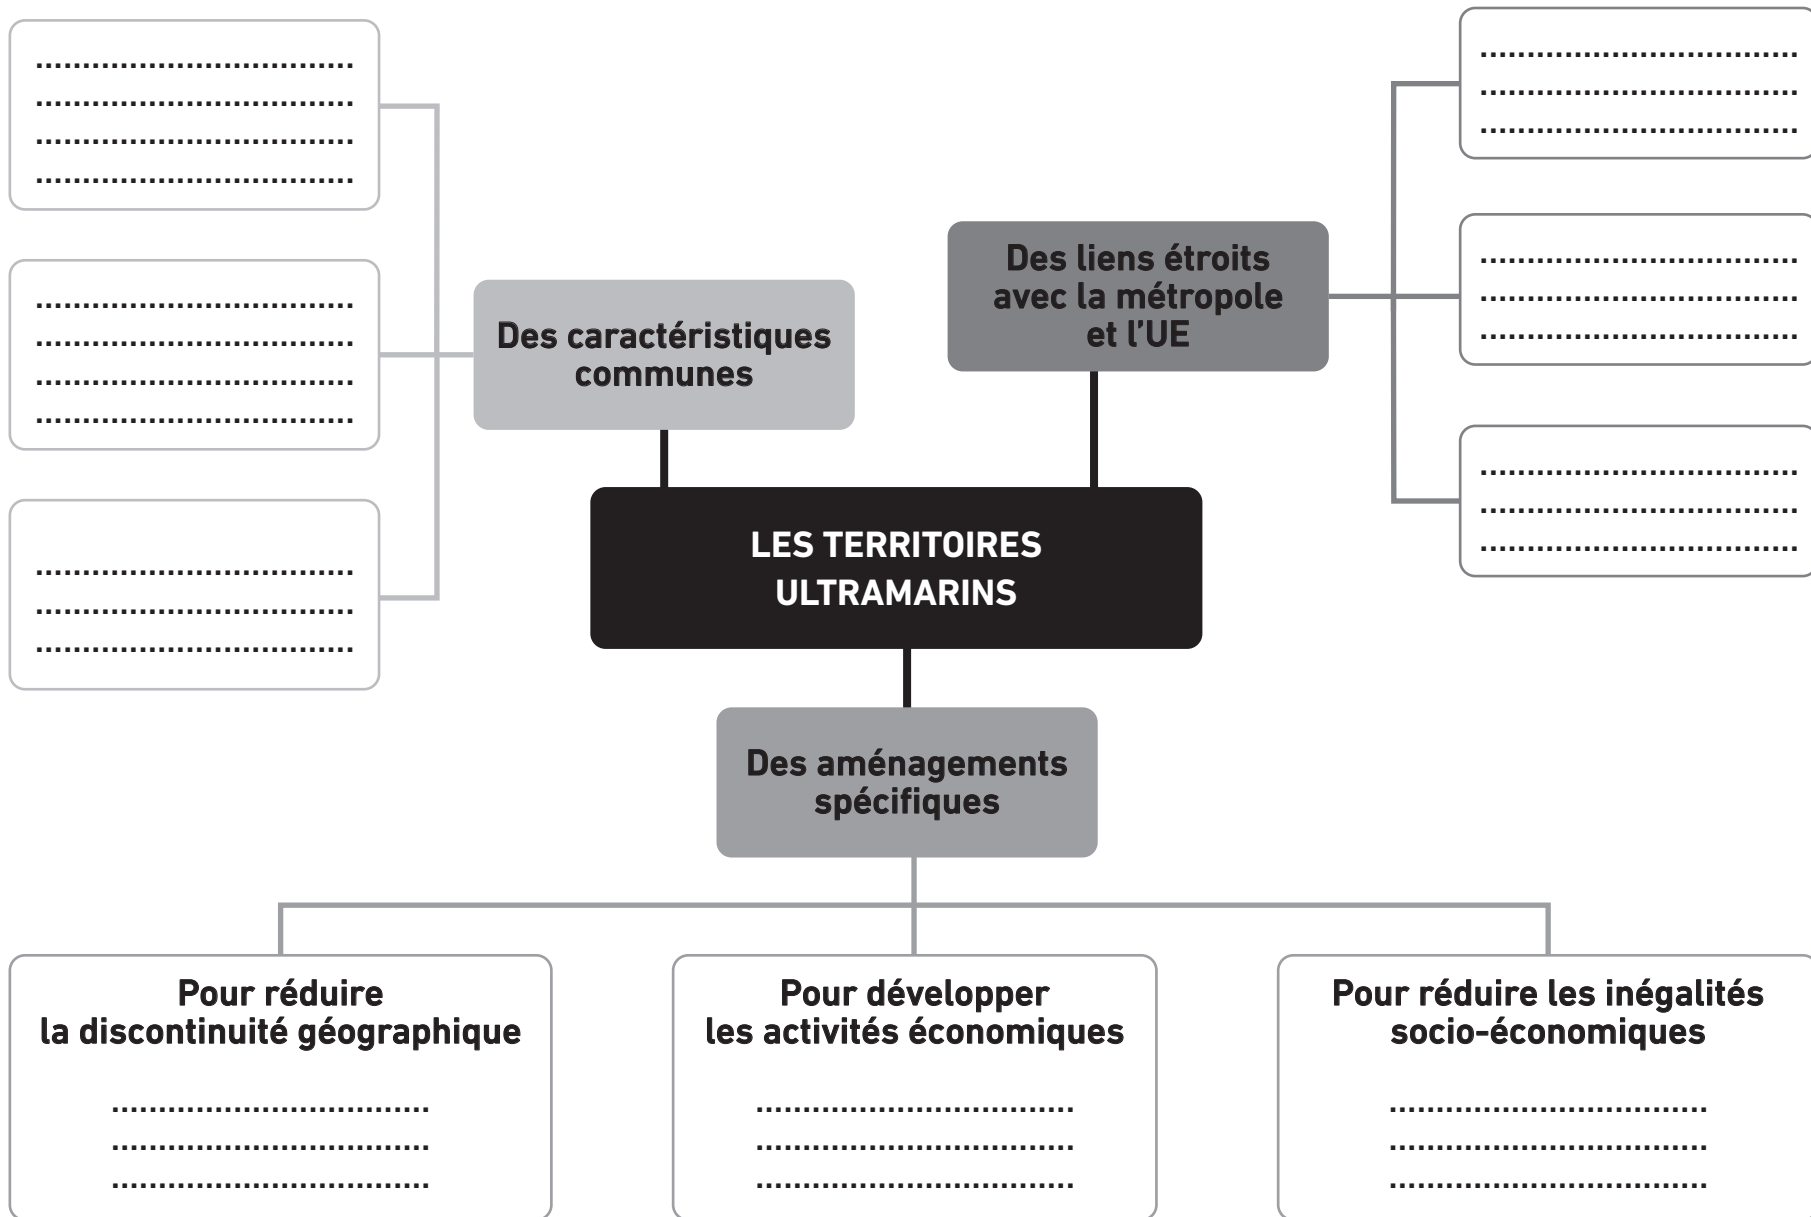 Des caractéristiques
communes
Des liens étroits
avec la métropole
et l'UE
LES TERRITOIRES
ULTRAMARINS
Des aménagements
spécifiques
Pour réduire
la discontinuité géographique
Pour développer
les activités économiques
Pour réduire les inégalités
socio-économiques